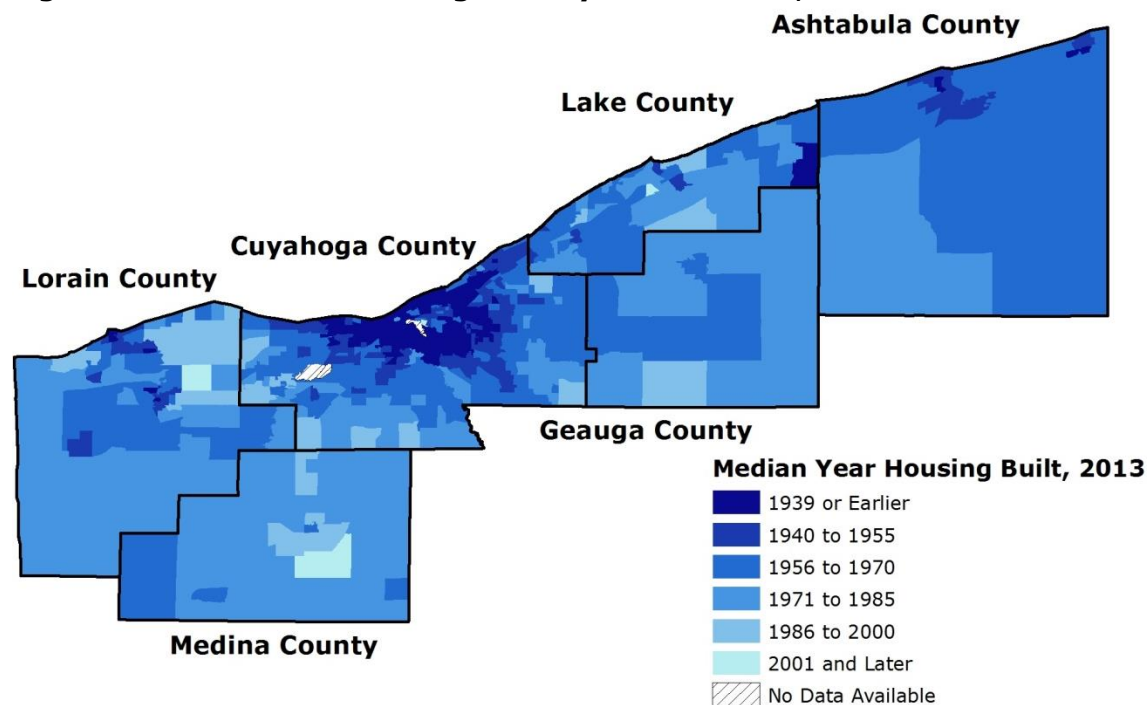 Ashtabula County
Lake County
Cuyahoga County
Lorain County
Geauga County
Medina County
Median Year Housing Built, 2013
1939 or Earlier
1940 to 1955
1956 to 1970
1971 to 1985
1986 to 2000
2001 and Later
No Data Available